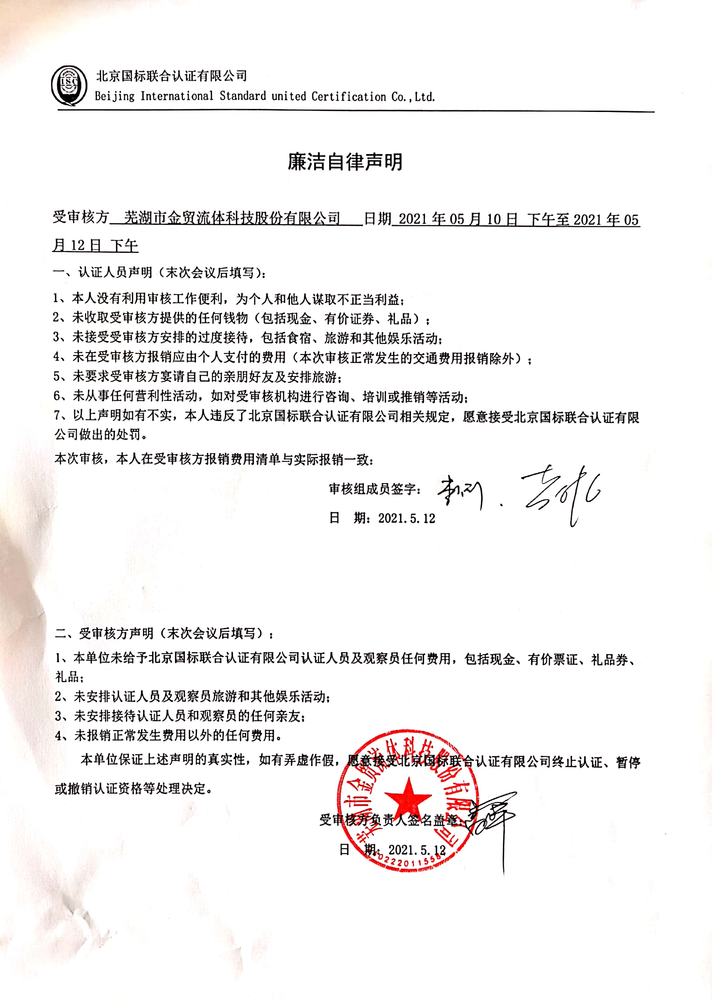 ISC
北京国标联合认证有限公司
Beijing International Standard united Certification Co.,Ltd.
廉洁自律声明
受审核方 芜湖市金贸流体科技股份有限公司 日期 2021 年 05 月 10 日 下午至 2021 年 05
月 12 日 下午
一、认证人员声明（末次会议后填写）：
1、本人没有利用审核工作便利，为个人和他人谋取不正当利益；
2、未收取受审核方提供的任何钱物（包括现金、有价证券、礼品）；
3、未接受受审核方安排的过度接待，包括食宿、旅游和其他娱乐活动；
4、未在受审核方报销应由个人支付的费用（本次审核正常发生的交通费用报销除外）；
5、未要求受审核方宴请自己的亲朋好友及安排旅游；
6、未从事任何营利性活动，如对受审核机构进行咨询、培训或推销等活动；
7、以上声明如有不实，本人违反了北京国标联合认证有限公司相关规定，愿意接受北京国标联合认证有限
公司做出的处罚。
本次审核，本人在受审核方报销费用清单与实际报销一致：
审核组成员签字：
日 期：2021.5.12
二、受审核方声明（末次会议后填写）：
1、本单位未给予北京国标联合认证有限公司认证人员及观察员任何费用，包括现金、有价票证、礼品券、
礼品；
2、未安排认证人员及观察员旅游和其他娱乐活动；
3、未安排接待认证人员和观察员的任何亲友；
4、未报销正常发生费用以外的任何费用。
本单位保证上述声明的真实性，如有弄虚作假，愿意接受北京国标联合认证有限公司终止认证、暂停
或撤销认证资格等处理决定。
芜湖市金贸流体科技股份有限公司
受审核方负责人签名盖章：
日 期：2021.5.12